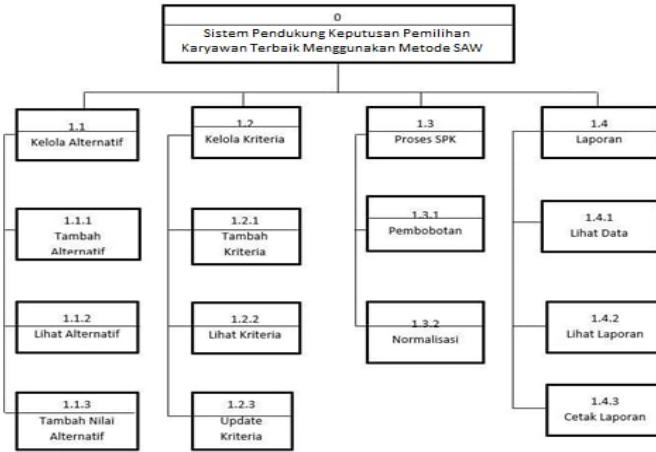 0
Sistem Pendukung Keputusan Pemilihan
Karyawan Terbaik Menggunakan Metode SAW
1.1
Kelola Alternatif
1.2
Kelola Kriteria
1.3
Proses SPK
1.4
Laporan
1.1.1
Tambah
Alternatif
1.2.1
Tambah
Kriteria
1.3.1
Pembobotan
1.4.1
Lihat Data
1.1.2
Lihat Alternatif
1.2.2
Lihat Kriteria
1.3.2
Normalisasi
1.4.2
Lihat Laporan
1.1.3
Tambah Nilai
Alternatif
1.2.3
Update
Kriteria
1.4.3
Cetak Laporan